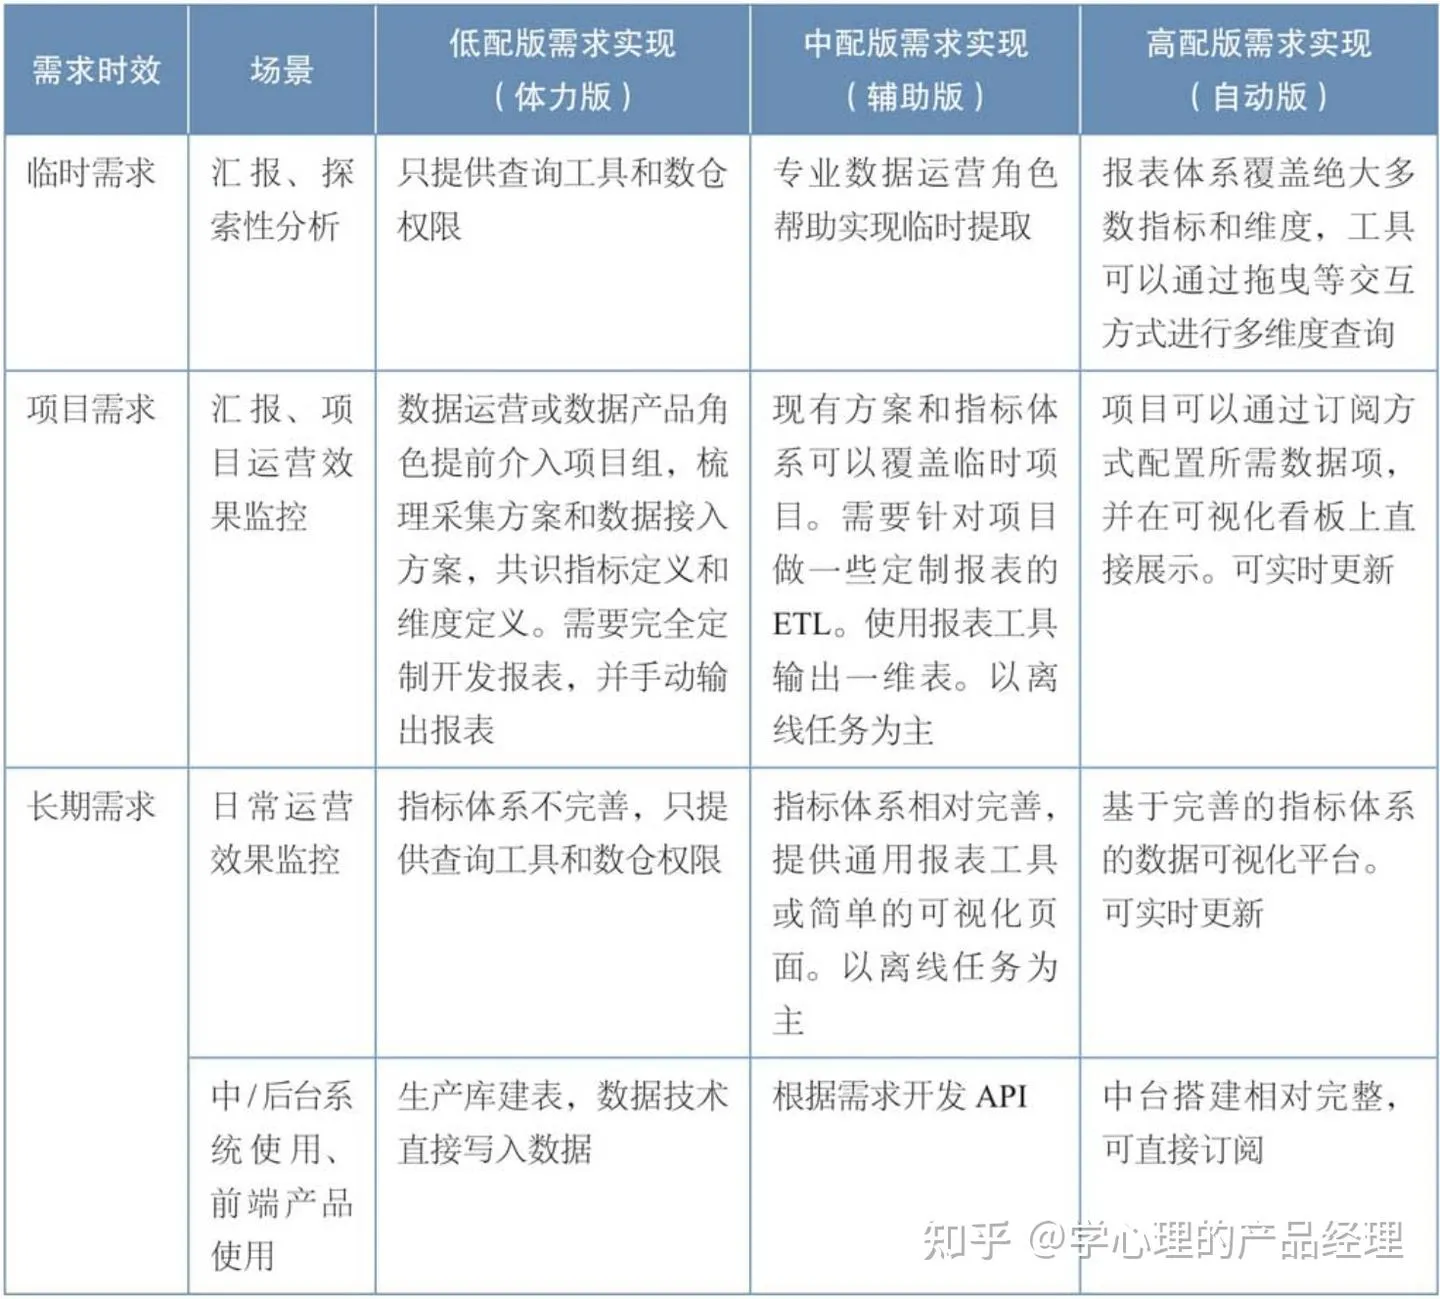 需求时效
场景
低配版需求实现
（体力版）
中配版需求实现
（辅助版）
高配版需求实现
（自动版）
临时需求
汇报、探
索性分析
只提供查询工具和数仓
权限
专业数据运营角色
帮助实现临时提取
报表体系覆盖绝大多
数指标和维度，工具
可以通过拖曳等交互
方式进行多维度查询
项目需求
汇报、项
目运营效
果监控
数据运营或数据产品角
色提前介入项目组，梳
理采集方案和数据接入
方案，共识指标定义和
维度定义。需要完全定
制开发报表，并手动输
出报表
现有方案和指标体
系可以覆盖临时项
目。需要针对项目
做一些定制报表的
ETL。使用报表工具
输出一维表。以离
线任务为主
项目可以通过订阅方
式配置所需数据项，
并在可视化看板上直
接展示。可实时更新
长期需求
日常运营
效果监控
指标体系不完善，只提
供查询工具和数仓权限
指标体系相对完善，
提供通用报表工具
或简单的可视化页
面。以离线任务为
主
基于完善的指标体系
的数据可视化平台。
可实时更新
中/后台系
统使用、
前端产品
使用
生产库建表，数据技术
直接写入数据
根据需求开发 API
中台搭建相对完整，
可直接订阅
知乎 @学心理的产品经理